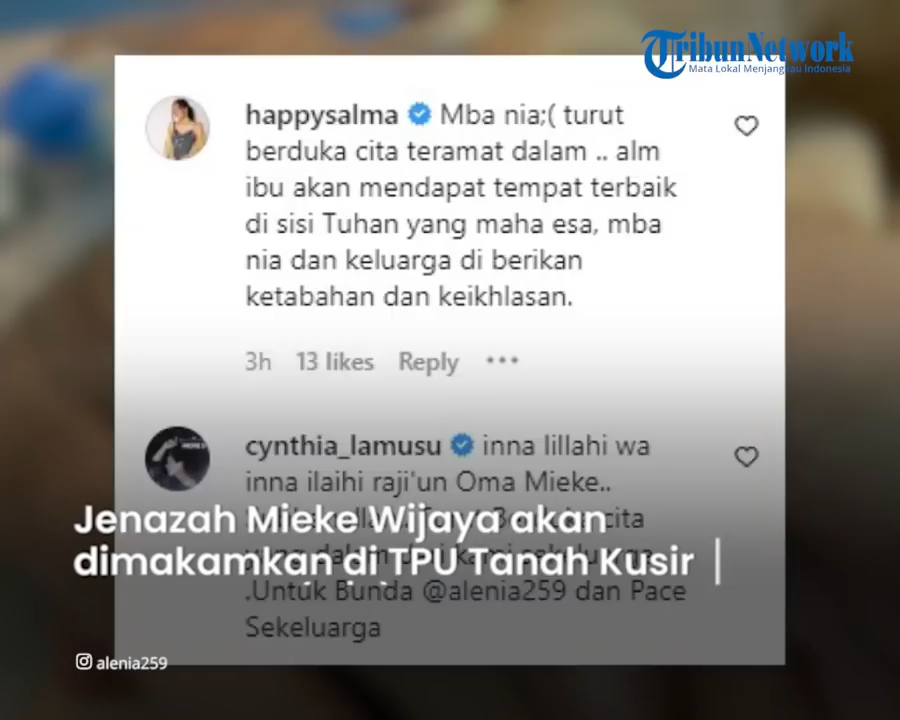 TribunNetwork
Mata Lokal Menjangkau Indonesia
happysalma Mba nia;( turut
berduka cita teramat dalam .. alm
ibu akan mendapat tempat terbaik
di sisi Tuhan yang maha esa, mba
nia dan keluarga di berikan
ketabahan dan keikhlasan.
3h 13 likes Reply •••
cynthia_lamusu inna lillahi wa
inna ilaihi raji'un Oma Mieke..
cita
Jenazah Mieke Wijaya akan
dimakamkan di TPU Tanah Kusir
.Untuk Bunda @alenia259 dan Pace
Sekeluarga
alenia259